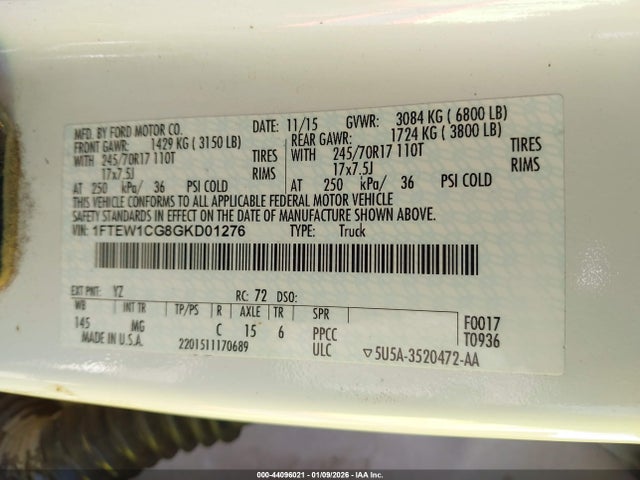 MFD. BY FORD MOTOR CO. DATE: 11/15 GVWR: 3084 KG ( 6800 LB)
FRONT GAWR: 1429 KG ( 3150 LB) REAR GAWR: 1724 KG ( 3800 LB)
WITH 245/70R17 110T TIRES WITH 245/70R17 110T TIRES
17x7.5J RIMS 17x7.5J RIMS
AT 250 kPa/ 36 PSI COLD AT 250 kPa/ 36 PSI COLD
THIS VEHICLE CONFORMS TO ALL APPLICABLE FEDERAL MOTOR VEHICLE
SAFETY STANDARDS IN EFFECT ON THE DATE OF MANUFACTURE SHOWN ABOVE.
VIN: 1FTEW1CG8GKD01276 TYPE: Truck
EXT PNT: YZ RC: 72 DSO:
WB INT TR TP/PS R AXLE TR SPR F0017
145 MG C 15 6 PPCC T0936
MADE IN U.S.A. 2201511170689 ULC ▽5U5A-3520472-AA
000-44096021 - 01/09/2026 - IAA Inc.